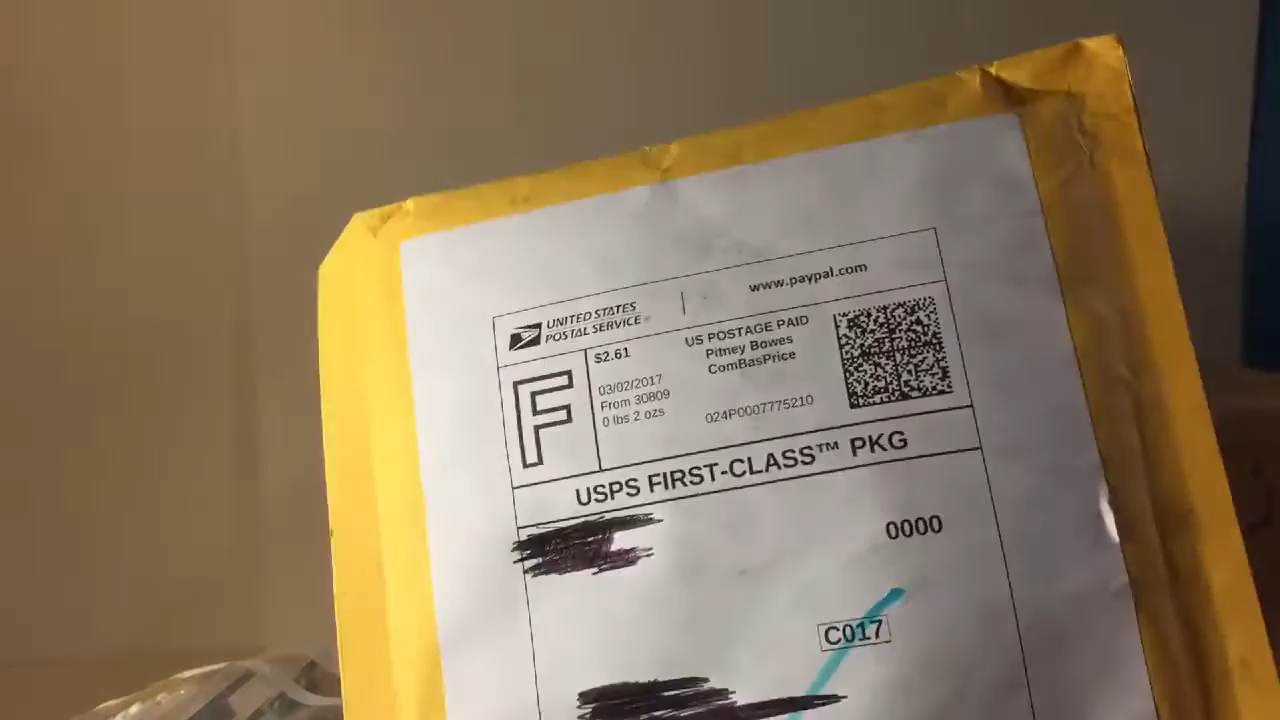 UNITED STATES
POSTAL SERVICE®
www.paypal.com
F
$2.61
03/02/2017
From 30809
0 lbs 2 ozs
US POSTAGE PAID
Pitney Bowes
ComBasPrice
024P0007775210
USPS FIRST-CLASS™ PKG
0000
C017